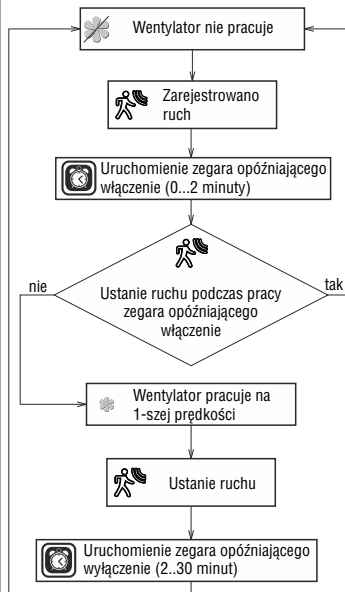 Wentylator nie pracuje
Zarejestrowano
ruch
Uruchomienie zegara opóźniającego
włączenie (0...2 minuty)
nie
tak
Ustanie ruchu podczas pracy
zegara opóźniającego
włączenie
Wentylator pracuje na
1-szej prędkości
Ustanie ruchu
Uruchomienie zegara opóźniającego
wyłączenie (2..30 minut)